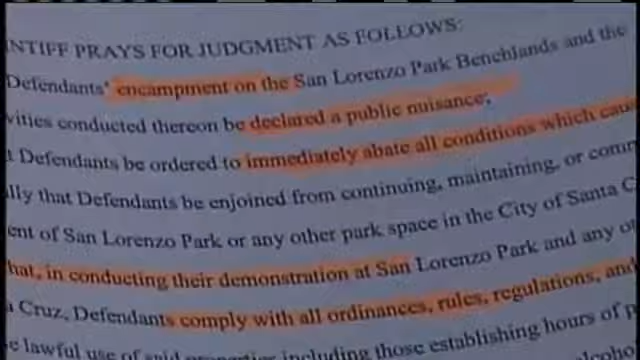 INTIFF PRAYS FOR JUDGMENT AS FOLLOWS:
Defendants' encampment on the San Lorenzo Park Benchlands and the
vities conducted thereon be declared a public nuisance;
t Defendants be ordered to immediately abate all conditions which cau
lly that Defendants be enjoined from continuing, maintaining, or com
ent of San Lorenzo Park or any other park space in the City of Santa C
hat, in conducting their demonstration at San Lorenzo Park and any o
a Cruz, Defendants comply with all ordinances, rules, regulations, and
e lawful use of said properties including those establishing hours of p
alcoho